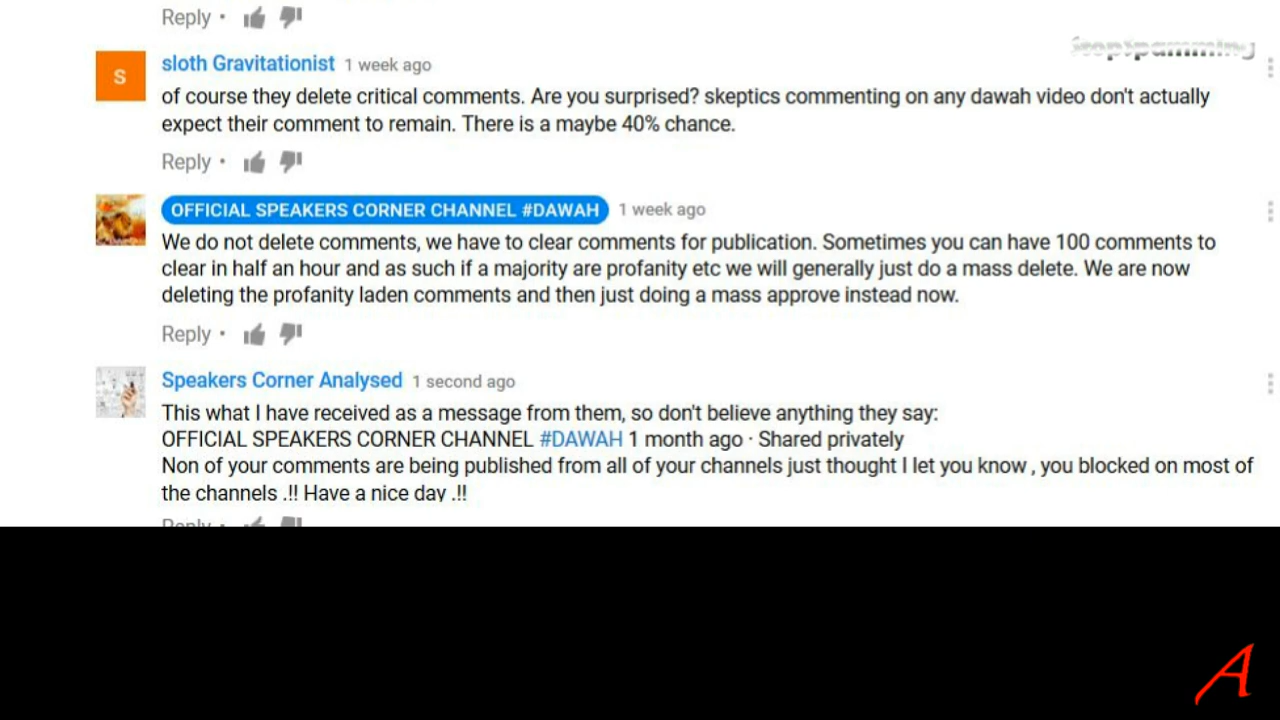 Reply •
StopSpamming
S
sloth Gravitationist 1 week ago
of course they delete critical comments. Are you surprised? skeptics commenting on any dawah video don't actually
expect their comment to remain. There is a maybe 40% chance.
Reply •
OFFICIAL SPEAKERS CORNER CHANNEL #DAWAH 1 week ago
We do not delete comments, we have to clear comments for publication. Sometimes you can have 100 comments to
clear in half an hour and as such if a majority are profanity etc we will generally just do a mass delete. We are now
deleting the profanity laden comments and then just doing a mass approve instead now.
Reply •
Speakers Corner Analysed 1 second ago
This what I have received as a message from them, so don't believe anything they say:
OFFICIAL SPEAKERS CORNER CHANNEL #DAWAH 1 month ago · Shared privately
Non of your comments are being published from all of your channels just thought I let you know , you blocked on most of
the channels .!! Have a nice day .!!
Reply •
A